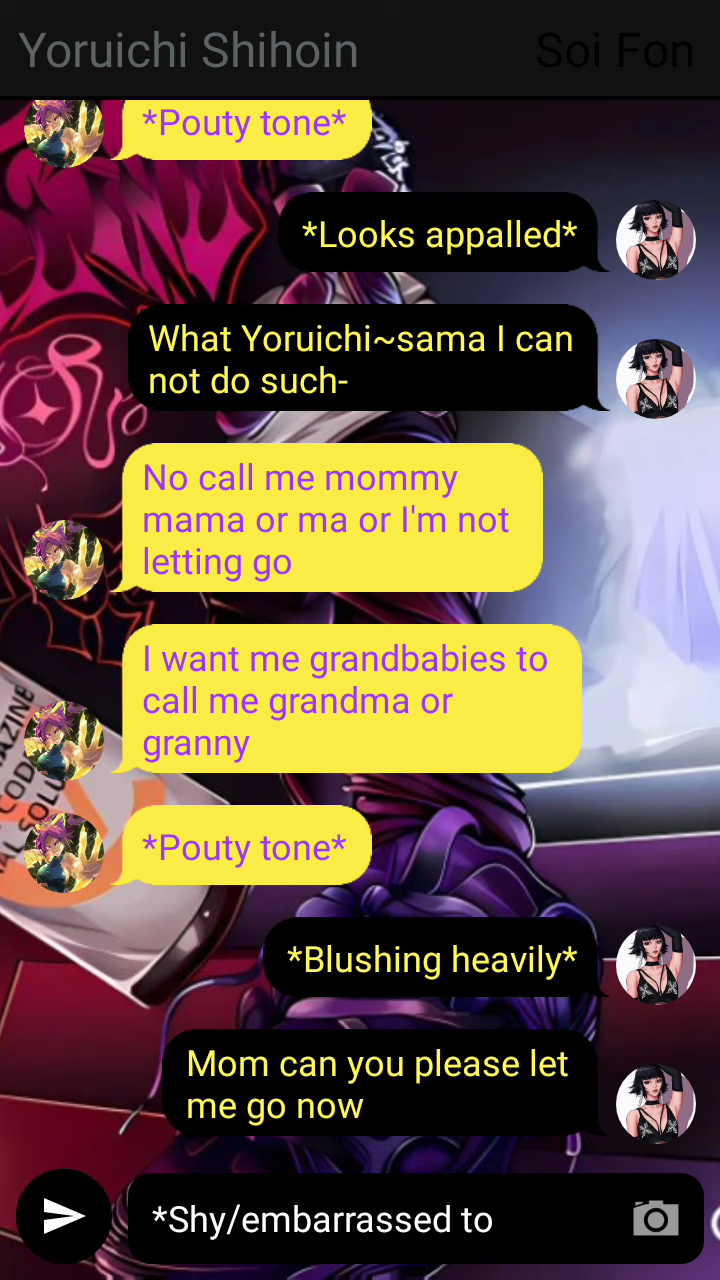 Yoruichi Shihoin
Soi Fon
*Pouty tone*
*Looks appalled*
What Yoruichi~sama I can
not do such-
No call me mommy
mama or ma or I'm not
letting go
I want me grandbabies to
call me grandma or
granny
*Pouty tone*
*Blushing heavily*
Mom can you please let
me go now
*Shy/embarrassed to